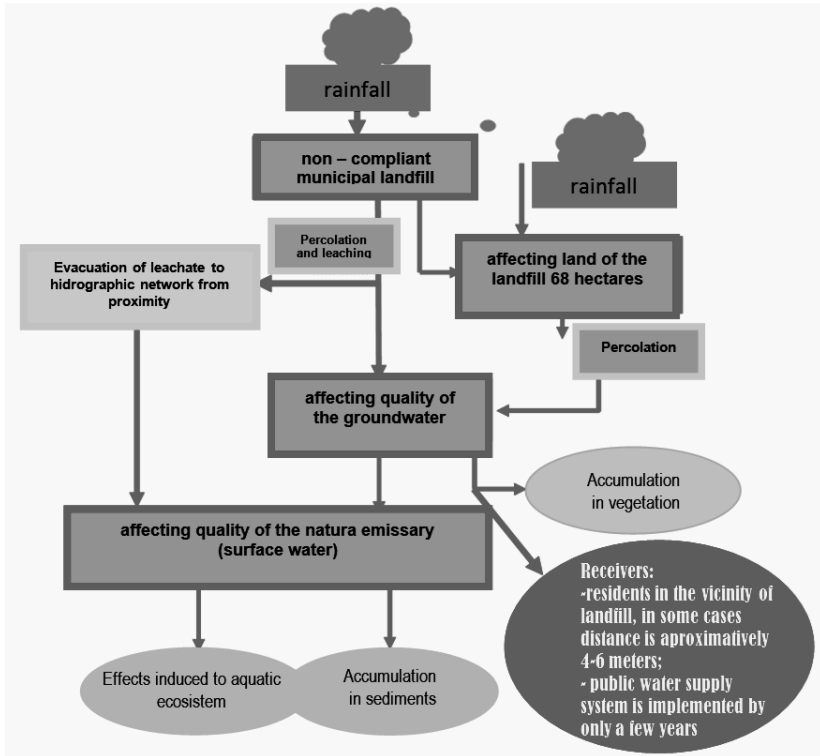 rainfall
non – compliant
municipal landfill
rainfall
Percolation
and leaching
affecting land of the
landfill 68 hectares
Evacuation of leachate to
hidrographic network from
proximity
Percolation
affecting quality of
the groundwater
Accumulation
in vegetation
affecting quality of the natura emissary
(surface water)
Receivers:
-residents in the vicinity of
landfill, in some cases
distance is aproximatively
4-6 meters;
- public water supply
system is implemented by
only a few years
Effects induced to aquatic
ecosystem
Accumulation
in sediments